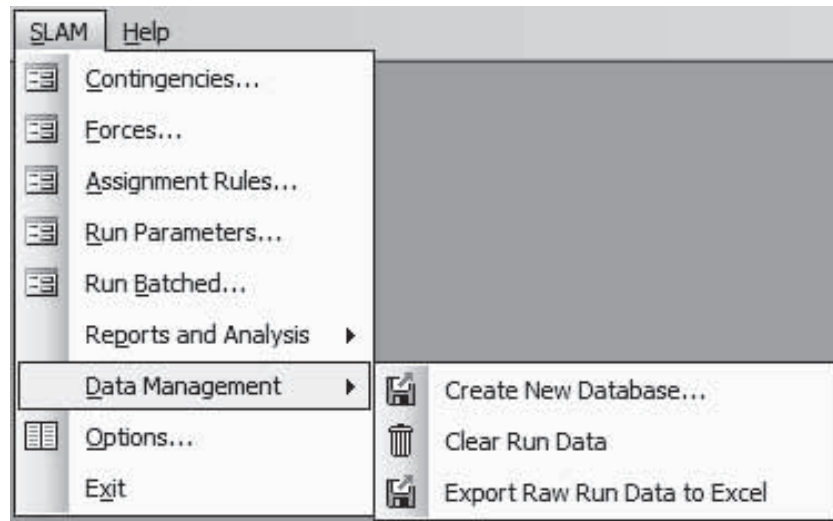 SLAM Help
Contingencies...
Forces...
Assignment Rules...
Run Parameters...
Run Batched...
Reports and Analysis
Data Management
Options...
Exit
Create New Database...
Clear Run Data
Export Raw Run Data to Excel